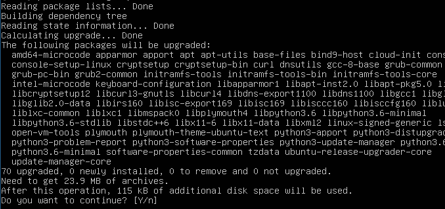 Reading package lists... Done
Building dependency tree
Reading state information... Done
Calculating upgrade... Done
The following packages will be upgraded:
amd64-microcode apparmor apport apt apt-utils base-files bind9-host cloud-init cons
console-setup-linux cryptsetup cryptsetup-bin curl dnsutils gcc-8-base grub-common
grub-pc-bin grub2-common initramfs-tools initramfs-tools-bin initramfs-tools-core
intel-microcode keyboard-configuration libapparmor1 libapt-inst2.0 libapt-pkg5.0 li
libcryptsetup12 libcurl3-gnutls libcurl4 libdns-export1100 libdns1100 libgcc1 libgl
libglib2.0-data libirs160 libisc-export169 libisc169 libisccc160 libisccfg160 liblo
liblxc-common liblxc1 libmspack0 libplymouth4 libpython3.6 libpython3.6-minimal
libpython3.6-stdlib libstdc++6 libx11-6 libx11-data libxml2 linux-signed-generic ls
open-vm-tools plymouth plymouth-theme-ubuntu-text python3-apport python3-distupgrad
python3-problem-report python3-software-properties python3-update-manager python3.6
python3.6-minimal software-properties-common tzdata ubuntu-release-upgrader-core
update-manager-core
70 upgraded, 0 newly installed, 0 to remove and 0 not upgraded.
Need to get 23.9 MB of archives.
After this operation, 115 kB of additional disk space will be used.
Do you want to continue? [Y/n]